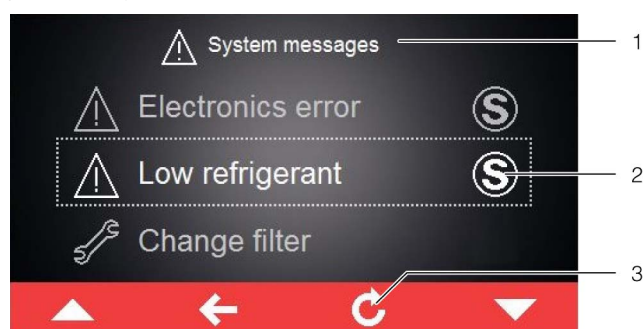 System messages
1
Electronics error
S
Low refrigerant
S
2
Change filter
3